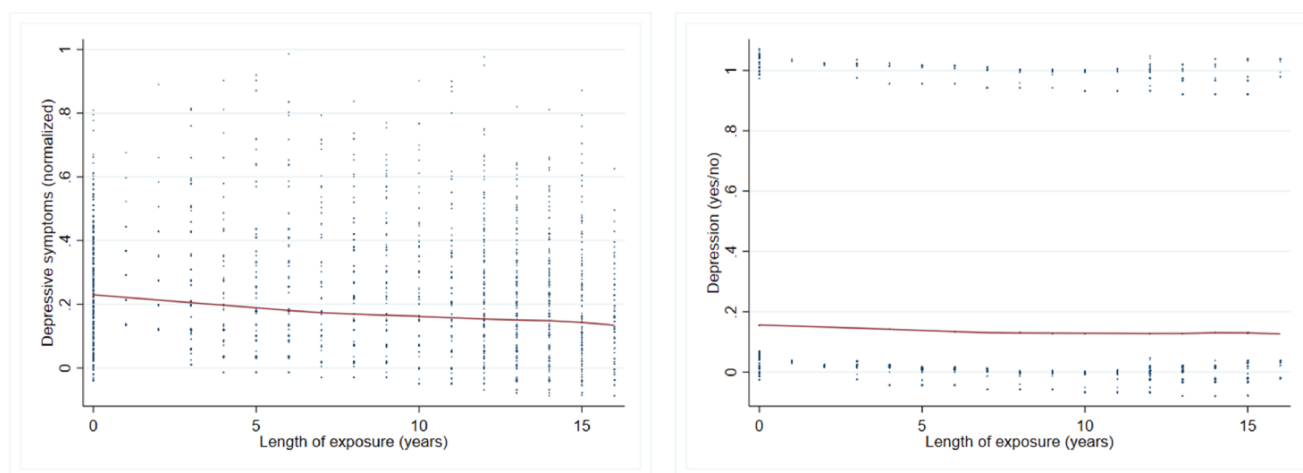 Depressive symptoms (normalized)
1
.8
.6
.4
.2
0
0 5 10 15
Length of exposure (years)
Depression (yes/no)
1
.8
.6
.4
.2
0
0 5 10 15
Length of exposure (years)